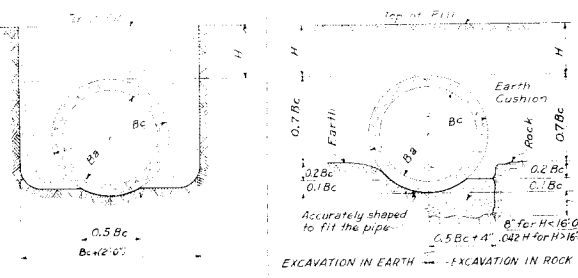 Top of Fill
H
Bc
Ba
0.5 Bc
Bc+(2'-0")
Top of Fill
H
H
Earth
Cushion
0.7 Bc
Earth
Bc
Rock
0.7 Bc
Ba
0.2 Bc
0.1 Bc
0.2 Bc
0.1 Bc
Accurately shaped
to fit the pipe
8" for H<16'-0
0.5 Bc + 4"
.042 H for H>16'
EXCAVATION IN EARTH
EXCAVATION IN ROCK